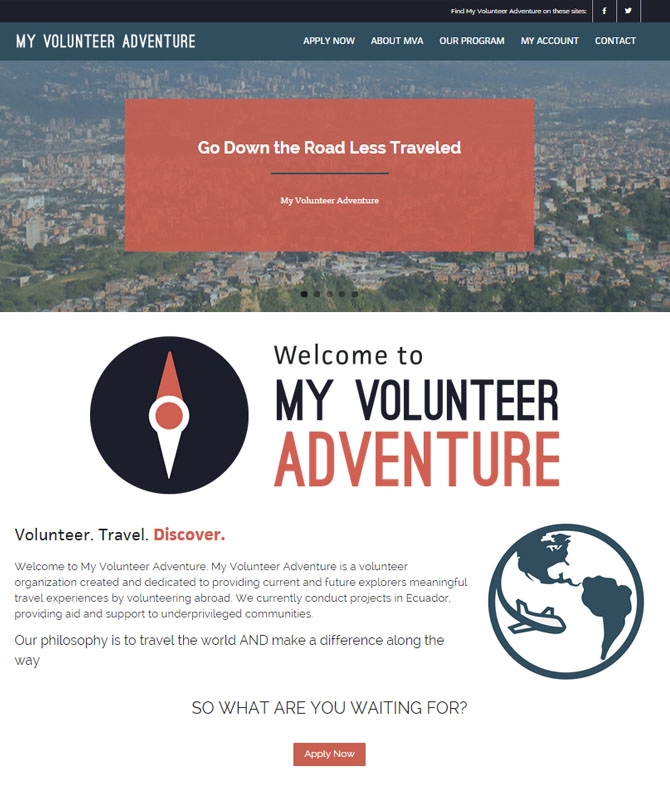 Find My Volunteer Adventure on these sites:
MY VOLUNTEER ADVENTURE
APPLY NOW ABOUT MVA OUR PROGRAM MY ACCOUNT CONTACT
Go Down the Road Less Traveled
My Volunteer Adventure
Welcome to
MY VOLUNTEER
ADVENTURE
Volunteer. Travel. Discover.
Welcome to My Volunteer Adventure. My Volunteer Adventure is a volunteer
organization created and dedicated to providing current and future explorers meaningful
travel experiences by volunteering abroad. We currently conduct projects in Ecuador,
providing aid and support to underprivileged communities.
Our philosophy is to travel the world AND make a difference along the
way
SO WHAT ARE YOU WAITING FOR?
Apply Now